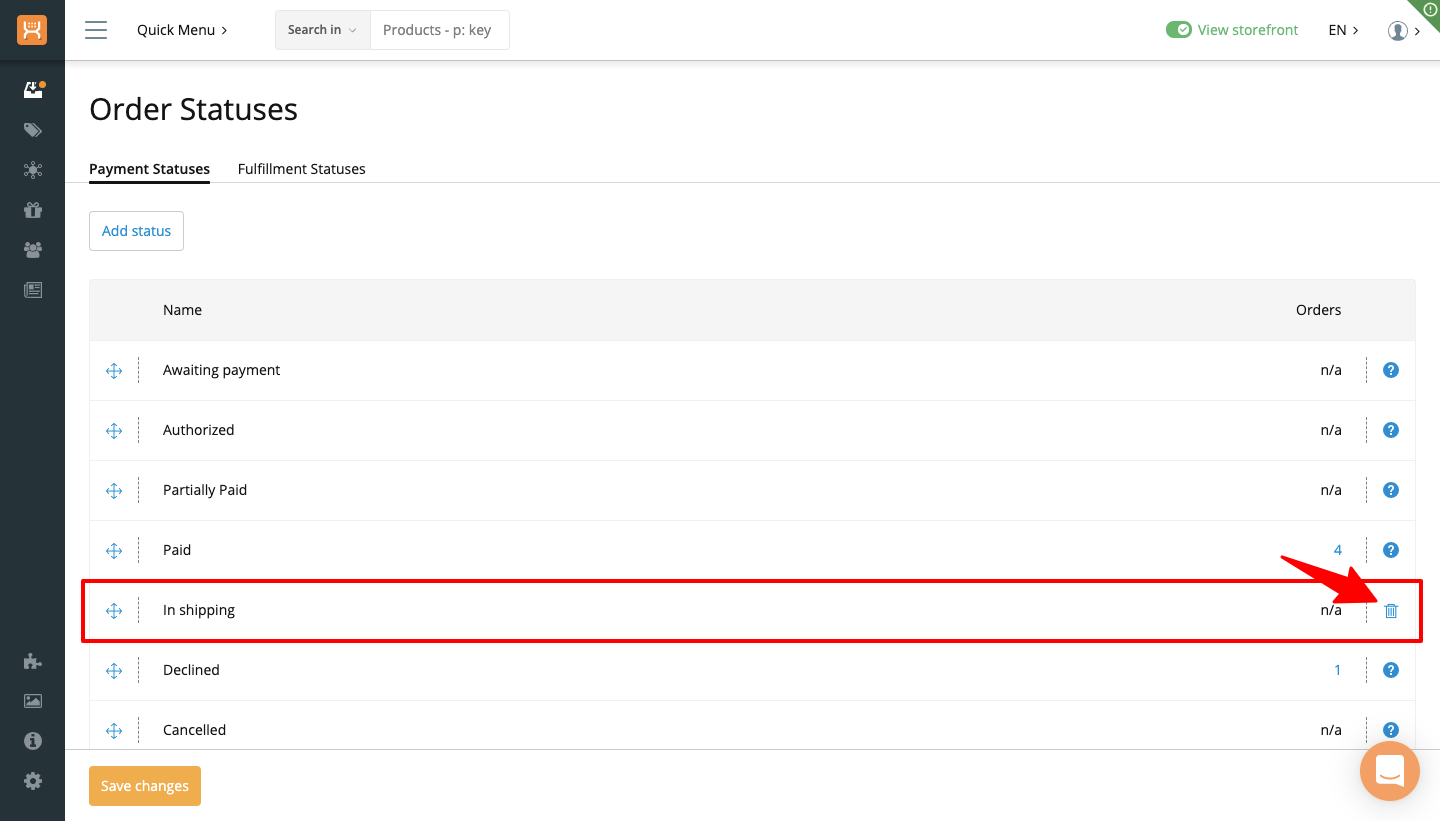 Quick Menu
Search in
Products - p: key
View storefront
EN
Order Statuses
Payment Statuses
Fulfillment Statuses
Add status
Name Orders
Awaiting payment n/a ?
Authorized n/a ?
Partially Paid n/a ?
Paid 4 ?
In shipping n/a
Declined 1 ?
Cancelled n/a ?
Save changes